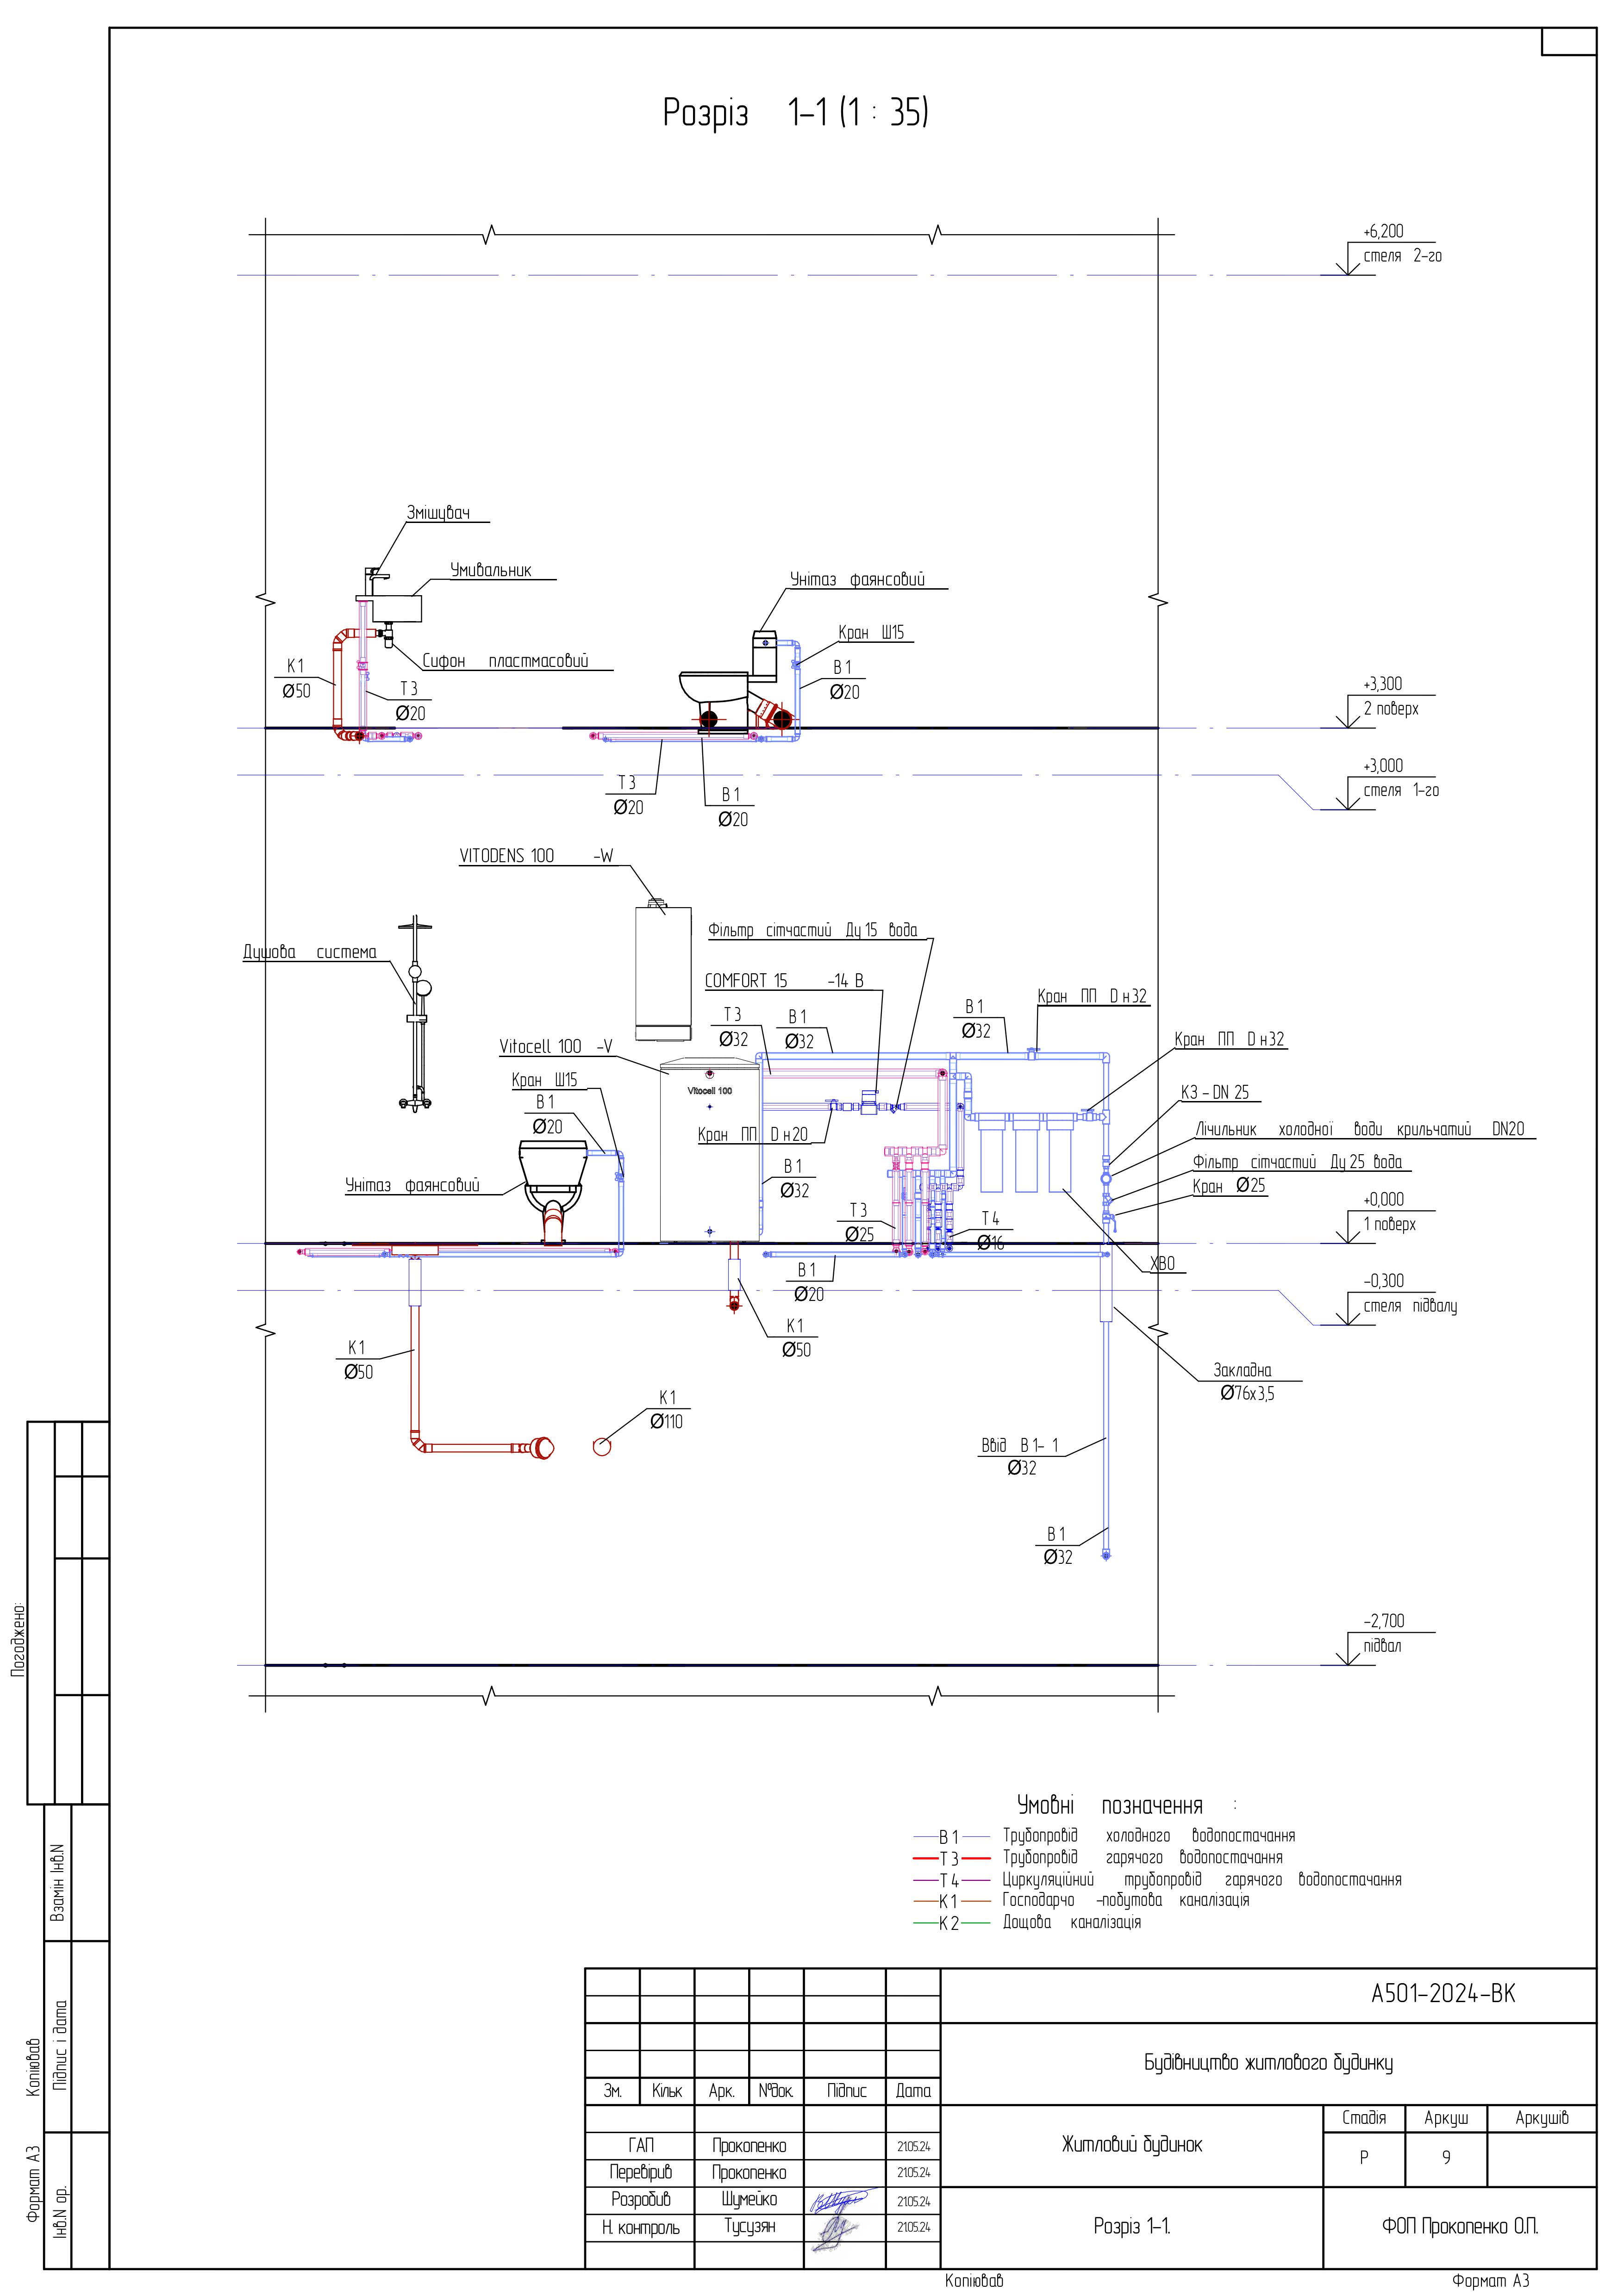 Розріз 1–1 (1 : 35)
+6,200
стеля 2–го
Змішувач
Умивальник
Унітаз фаянсовий
Кран Ш15
Сифон пластмасовий
К1
Ø50
Т3
Ø20
В1
Ø20
+3,300
2 поверх
+3,000
стеля 1–го
Т3
Ø20
В1
Ø20
VITODENS 100 –W
Душова система
Фільтр сітчастий Ду 15 вода
COMFORT 15 –14 В
Т3
Ø32
В1
Ø32
В1
Ø32
Кран ПП Dн32
Кран ПП Dн32
Vitocell 100 –V
Vitocell 100
Кран Ш15
В1
Ø20
КЗ – DN 25
Кран ПП Dн20
Лічильник холодної води крильчатий DN20
Фільтр сітчастий Ду 25 вода
Кран Ø25
В1
Ø32
Унітаз фаянсовий
+0,000
1 поверх
Т3
Ø25
Т4
Ø16
ХВО
В1
Ø20
–0,300
стеля підвалу
К1
Ø50
К1
Ø50
Закладна
Ø76х3,5
К1
Ø110
Ввід В1– 1
Ø32
В1
Ø32
–2,700
підвал
Умовні позначення :
В1 Трубопровід холодного водопостачання
Т3 Трубопровід гарячого водопостачання
Т4 Циркуляційний трубопровід гарячого водопостачання
К1 Господарчо –побутова каналізація
К2 Дощова каналізація
Погоджено:
Взамін Інв.N
Підпис і дата
Інв.N ор.
Копіював
Формат А3
А501–2024–ВК
Будівництво житлового будинку
Зм. Кільк Арк. №док. Підпис Дата
Житловий будинок
Стадія Аркуш Аркушів
Р 9
ГАП Прокопенко 21.05.24
Перевірив Прокопенко 21.05.24
Розробив Шумейко 21.05.24
Н. контроль Тусузян 21.05.24
Розріз 1–1.
ФОП Прокопенко О.П.
Копіював
Формат А3